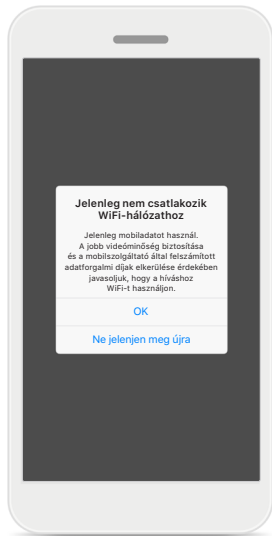 Jelenleg nem csatlakozik
WiFi-hálózathoz
Jelenleg mobiladatot használ.
A jobb videóminőség biztosítása
és a mobilszolgáltató által felszámított
adatforgalmi díjak elkerülése érdekében
javasoljuk, hogy a híváshoz
WiFi-t használjon.
OK
Ne jelenjen meg újra